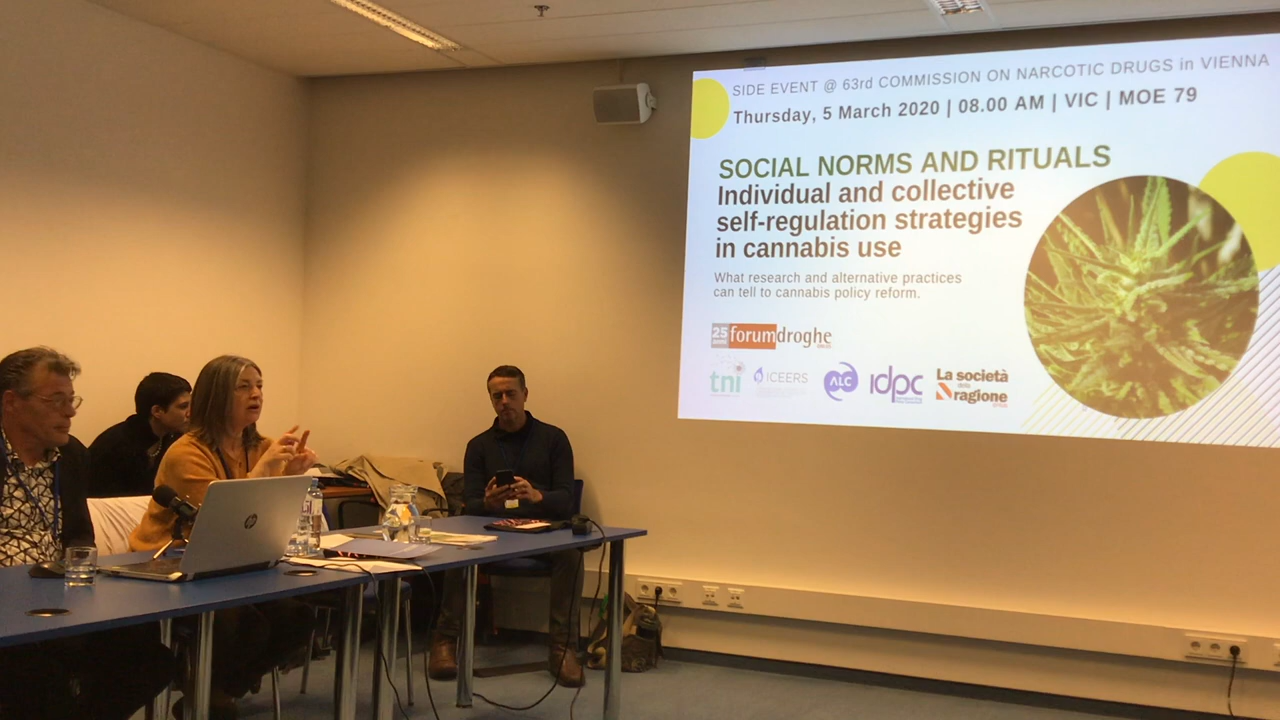 SIDE EVENT @ 63rd COMMISSION ON NARCOTIC DRUGS in VIENNA
Thursday, 5 March 2020 | 08.00 AM | VIC | MOE 79
SOCIAL NORMS AND RITUALS
Individual and collective
self-regulation strategies
in cannabis use
What research and alternative practices
can tell to cannabis policy reform.
25
forumdroghe
tni
ICEERS
ALC
idpc
La società
della
ragione
hp